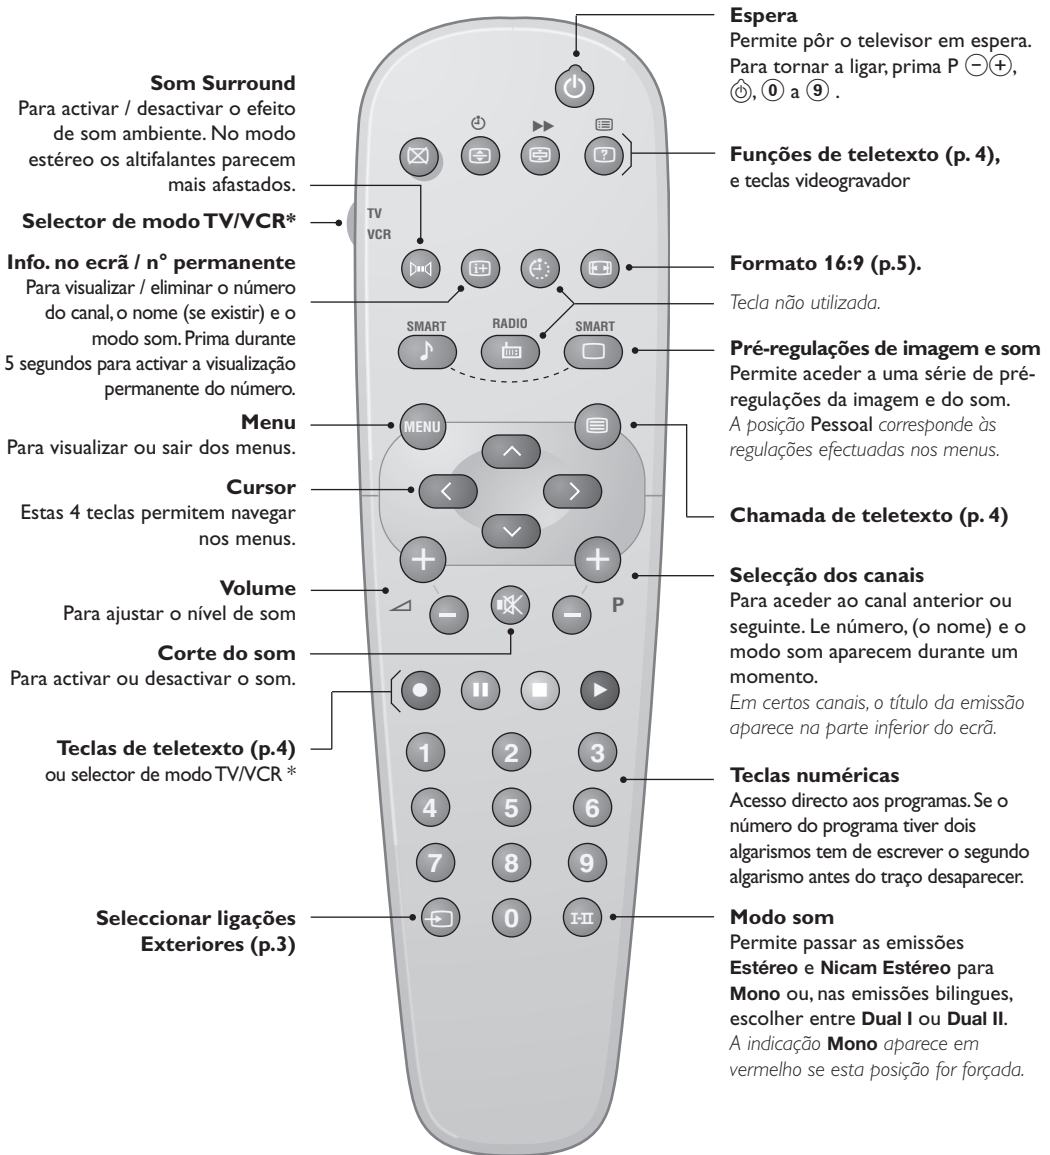 Espera
Permite pôr o televisor em espera.
Para tornar a ligar, prima P −+,
0 a 9 .
Som Surround
Para activar / desactivar o efeito
de som ambiente. No modo
estéreo os altifalantes parecem
mais afastados.
Funções de teletexto (p. 4),
e teclas videogravador
Selector de modo TV/VCR*
TV
VCR
Info. no ecrã / n° permanente
Para visualizar / eliminar o número
do canal, o nome (se existir) e o
modo som. Prima durante
5 segundos para activar a visualização
permanente do número.
Formato 16:9 (p.5).
Tecla não utilizada.
SMART
RADIO
SMART
Pré-regulações de imagem e som
Permite aceder a uma série de pré-
regulações da imagem e do som.
A posição Pessoal corresponde às
regulações efectuadas nos menus.
Menu
Para visualizar ou sair dos menus.
MENU
Cursor
Estas 4 teclas permitem navegar
nos menus.
Chamada de teletexto (p. 4)
Volume
Para ajustar o nível de som
P
Selecção dos canais
Para aceder ao canal anterior ou
seguinte. Le número, (o nome) e o
modo som aparecem durante um
momento.
Em certos canais, o título da emissão
aparece na parte inferior do ecrã.
Corte do som
Para activar ou desactivar o som.
Teclas de teletexto (p.4)
ou selector de modo TV/VCR *
1 2 3
4 5 6
7 8 9
0 I-II
Teclas numéricas
Acesso directo aos programas. Se o
número do programa tiver dois
algarismos tem de escrever o segundo
algarismo antes do traço desaparecer.
Seleccionar ligações
Exteriores (p.3)
Modo som
Permite passar as emissões
Estéreo e Nicam Estéreo para
Mono ou, nas emissões bilingues,
escolher entre Dual I ou Dual II.
A indicação Mono aparece em
vermelho se esta posição for forçada.